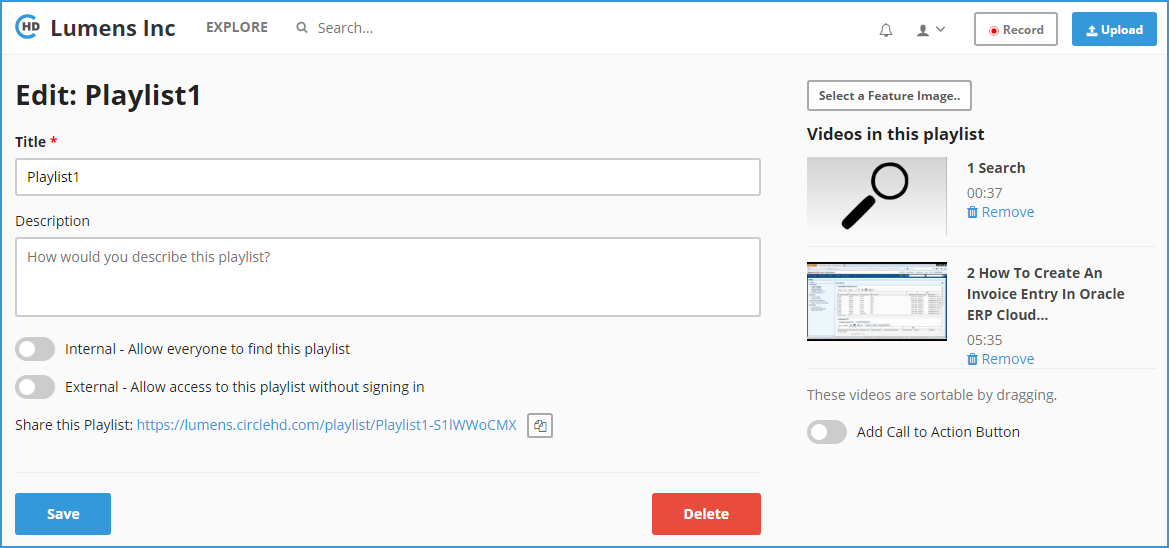 HD Lumens Inc EXPLORE Search... Record Upload
Edit: Playlist1
Title *
Playlist1
Description
How would you describe this playlist?
Internal - Allow everyone to find this playlist
External - Allow access to this playlist without signing in
Share this Playlist: https://lumens.circlehd.com/playlist/Playlist1-S1lWWoCMX
Save
Delete
Select a Feature Image..
Videos in this playlist
1 Search
00:37
Remove
2 How To Create An
Invoice Entry In Oracle
ERP Cloud...
05:35
Remove
These videos are sortable by dragging.
Add Call to Action Button